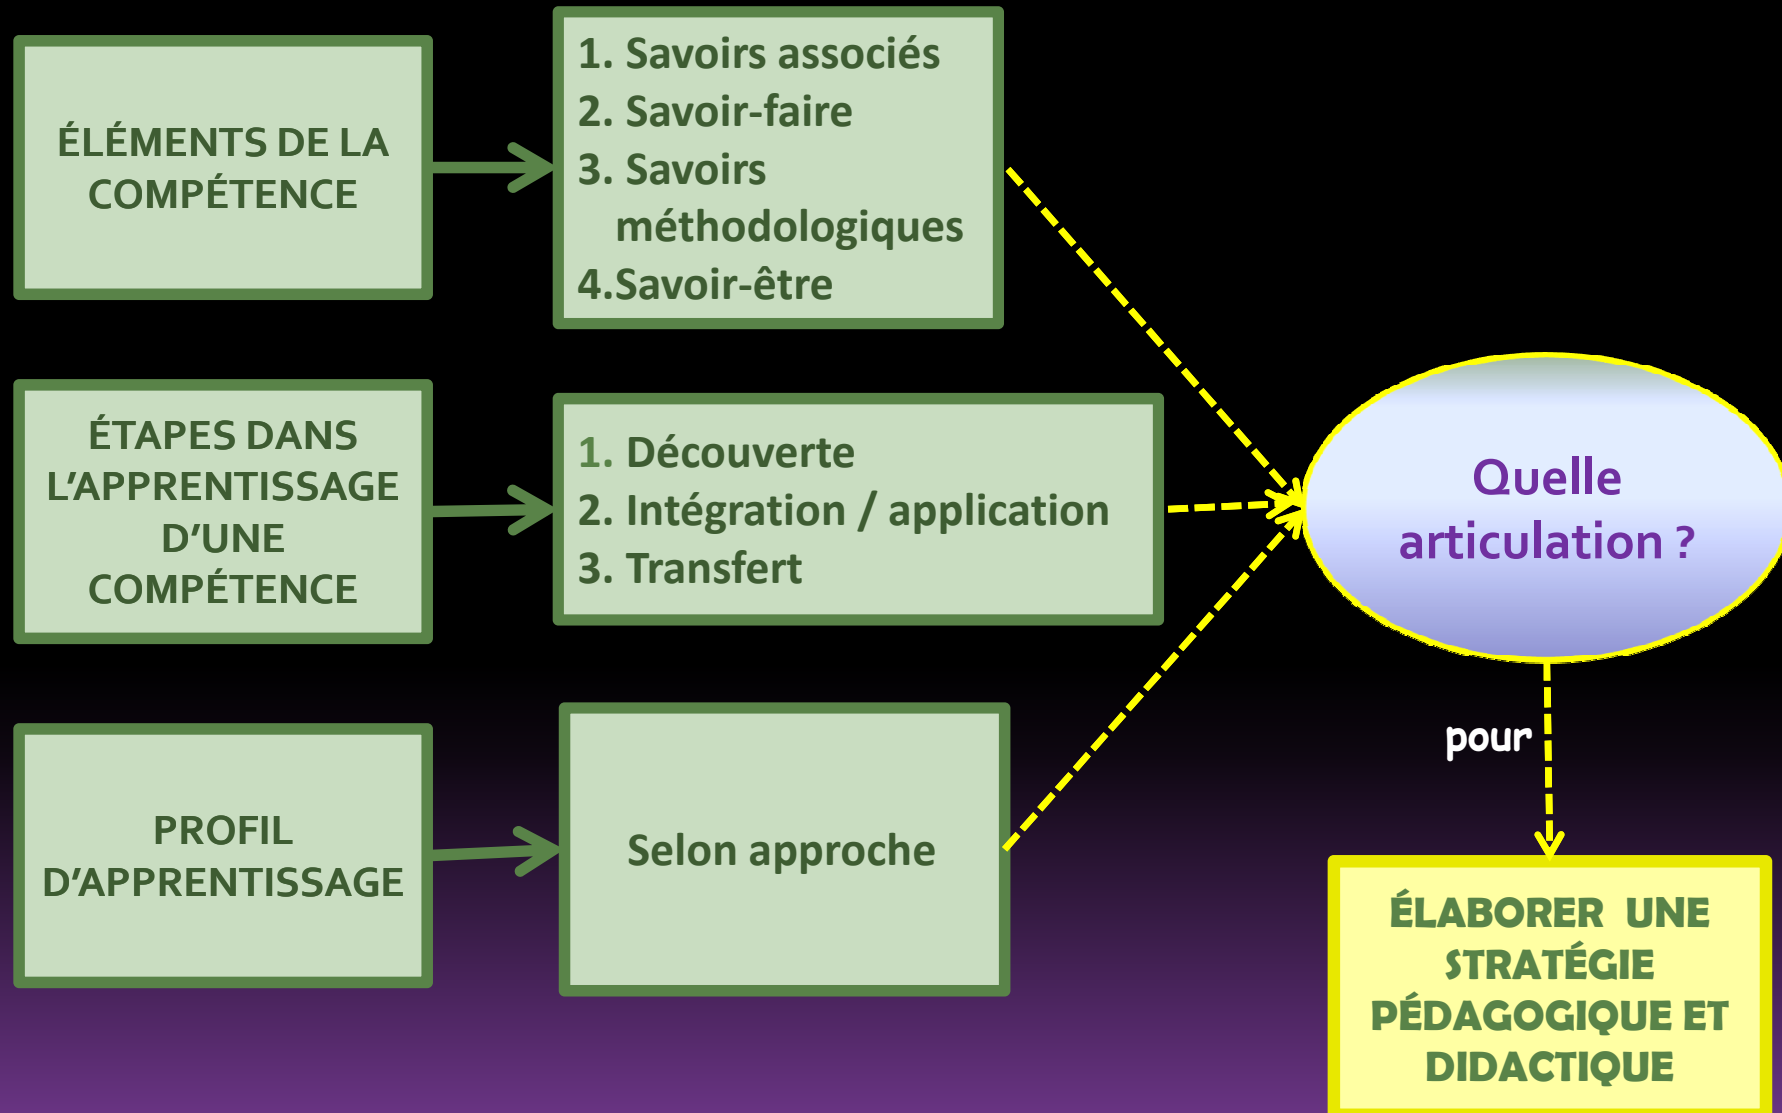 ÉLÉMENTS DE LA
COMPÉTENCE
1. Savoirs associés
2. Savoir-faire
3. Savoirs
méthodologiques
4.Savoir-être
ÉTAPES DANS
L’APPRENTISSAGE
D’UNE
COMPÉTENCE
1. Découverte
2. Intégration / application
3. Transfert
PROFIL
D’APPRENTISSAGE
Selon approche
Quelle
articulation ?
pour
ÉLABORER UNE
STRATÉGIE
PÉDAGOGIQUE ET
DIDACTIQUE